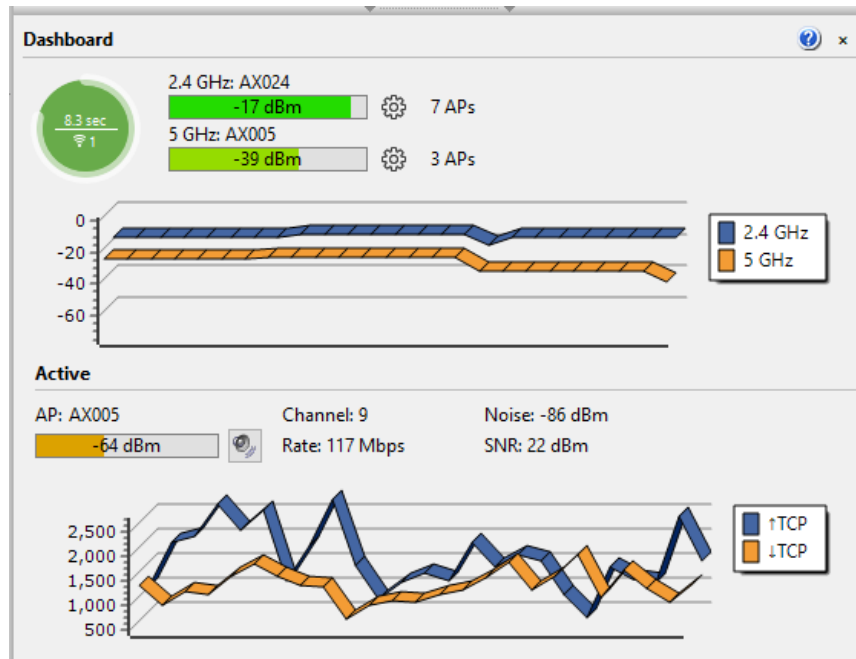 Dashboard
2.4 GHz: AX024
-17 dBm
7 APs
8.3 sec
1
5 GHz: AX005
-39 dBm
3 APs
0
-20
-40
-60
2.4 GHz
5 GHz
Active
AP: AX005
Channel: 9
Noise: -86 dBm
-64 dBm
Rate: 117 Mbps
SNR: 22 dBm
2,500
2,000
1,500
1,000
500
↑TCP
↓TCP